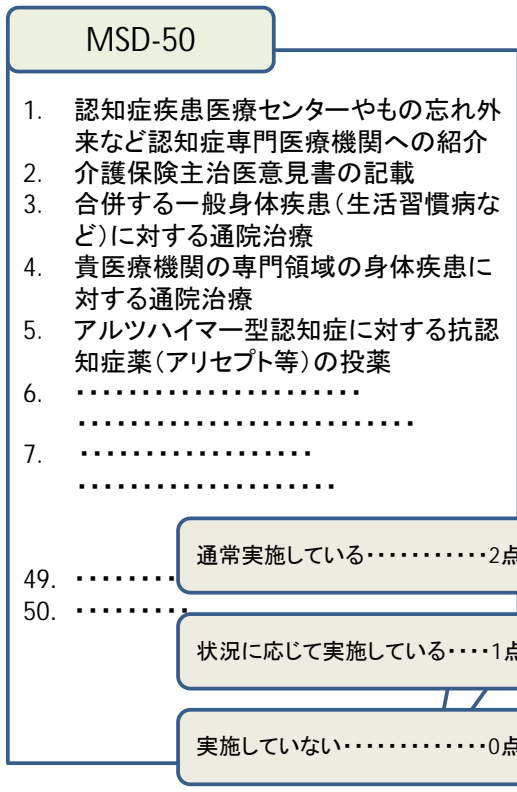 MSD-50
1. 認知症疾患医療センターやもの忘れ外
来など認知症専門医療機関への紹介
2. 介護保険主治医意見書の記載
3. 合併する一般身体疾患(生活習慣病な
ど)に対する通院治療
4. 貴医療機関の専門領域の身体疾患に
対する通院治療
5. アルツハイマー型認知症に対する抗認
知症薬(アリセプト等)の投薬
6. ・・・・・・・・・・・・・・・・・・・・・・
・・・・・・・・・・・・・・・・・・・・・・・・・・
7. ・・・・・・・・・・・・・・・・・・
・・・・・・・・・・・・・・・・・・・・
49. ・・・・・・・・
50. ・・・・・・・・・
通常実施している・・・・・・・・・・・2点
状況に応じて実施している・・・・1点
実施していない・・・・・・・・・・・・・0点